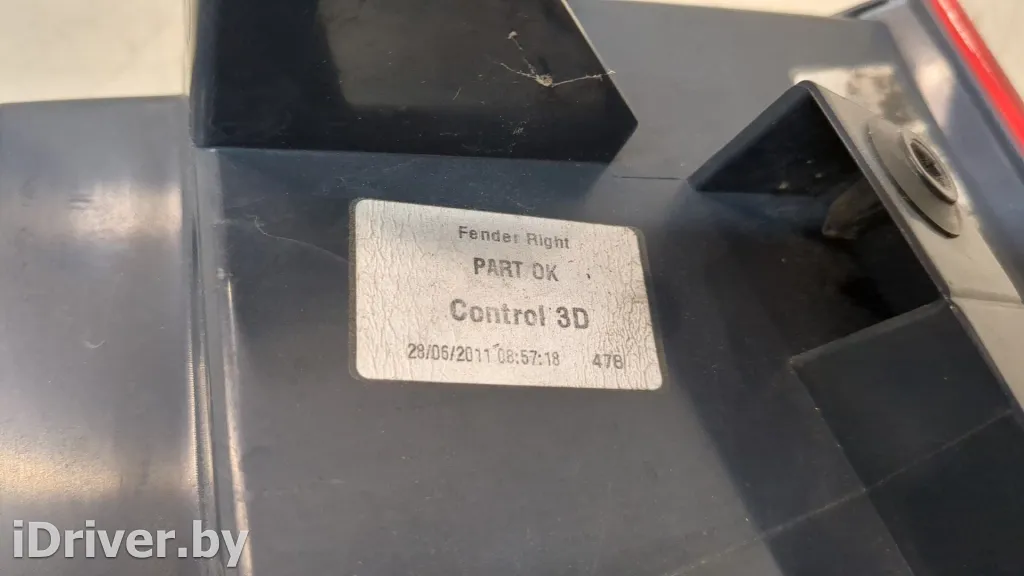 Fender Right
PART OK
Control 3D
28/06/2011 08:57:18 478
iDriver.by